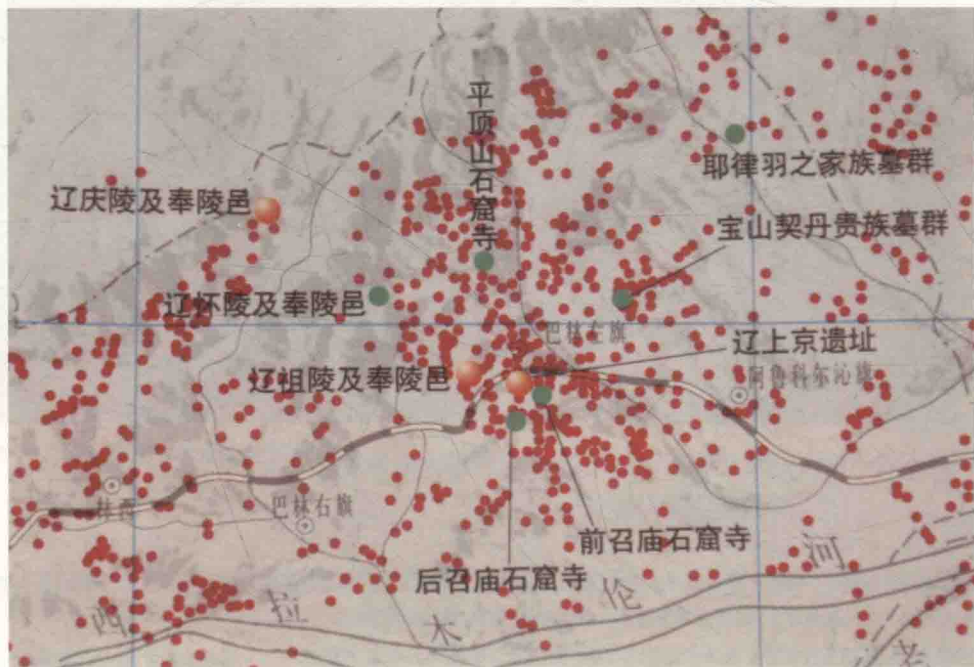 平顶山石窟寺
耶律羽之家族墓群
辽庆陵及奉陵邑
宝山契丹贵族墓群
辽怀陵及奉陵邑
巴林左旗
辽上京遗址
辽祖陵及奉陵邑
阿鲁科尔沁旗
林西
巴林右旗
前召庙石窟寺
后召庙石窟寺
西拉木伦河